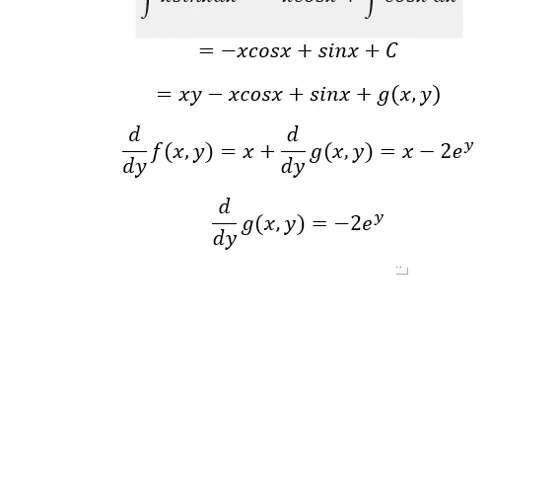 = −xcosx + sinx + C
= xy − xcosx + sinx + g(x, y)
d/dy f(x, y) = x + d/dy g(x, y) = x − 2e^y
d/dy g(x, y) = −2e^y